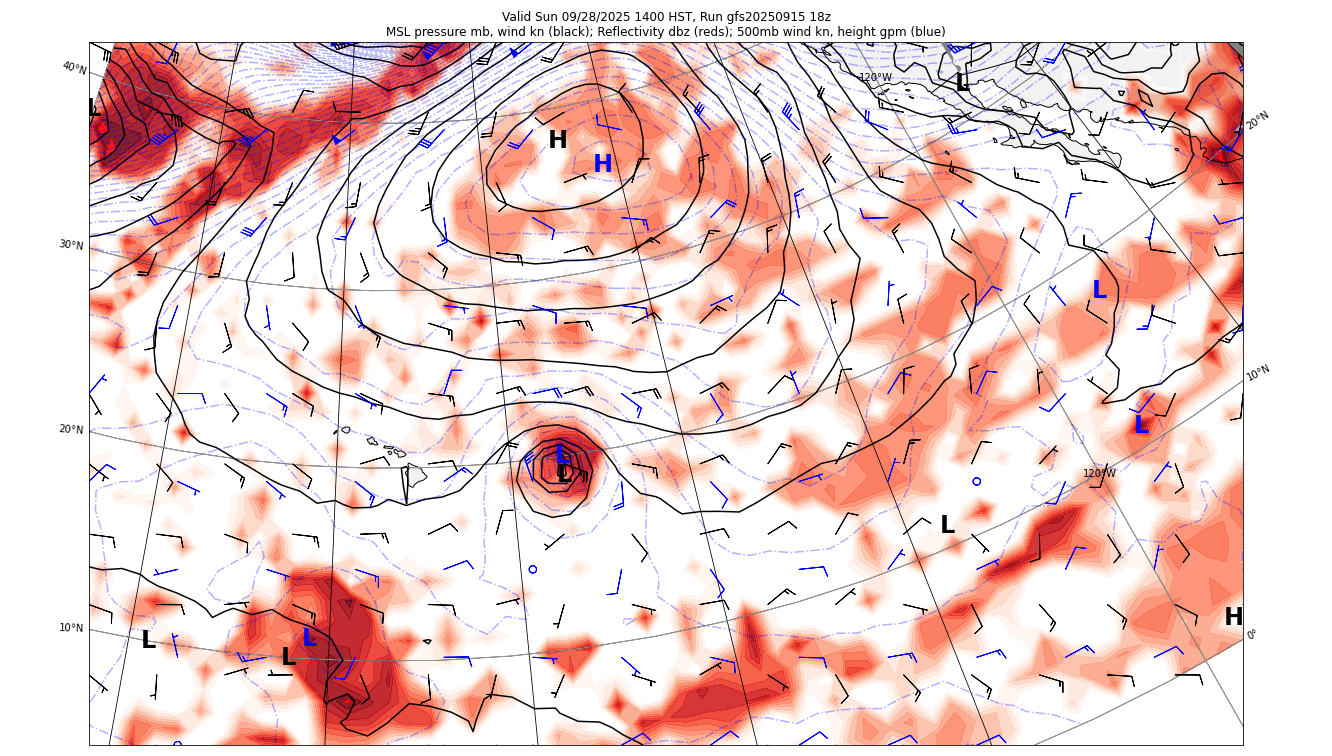 Valid Sun 09/28/2025 1400 HST, Run gfs20250915 18z
MSL pressure mb, wind kn (black); Reflectivity dbz (reds); 500mb wind kn, height gpm (blue)
40°N
120°W
L
L
20°N
H
H
30°N
L
10°N
20°N
L
L
L
120°W
L
10°N
L
L
L
H
0°